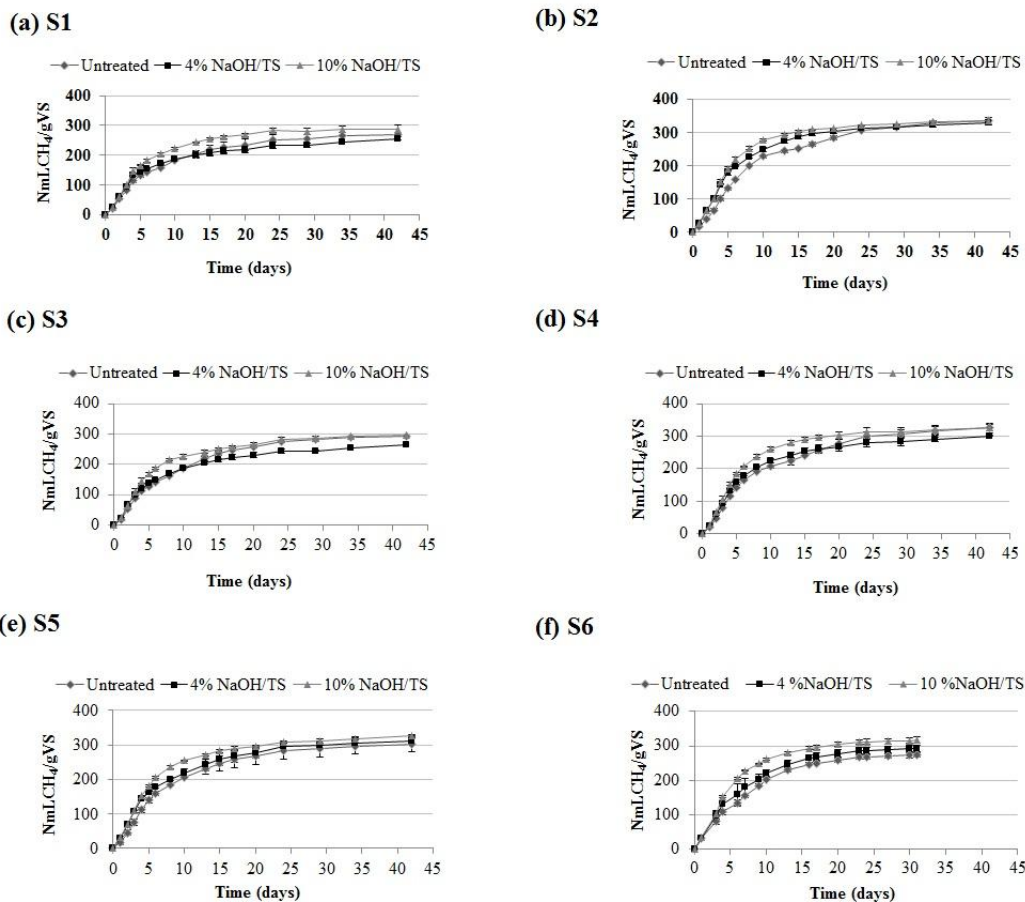 (a) S1
Untreated 4% NaOH/TS 10% NaOH/TS
NmLCH4/gVS
400
300
200
100
0
0 5 10 15 20 25 30 35 40 45
Time (days)
(b) S2
Untreated 4% NaOH/TS 10% NaOH/TS
NmLCH4/gVS
400
300
200
100
0
0 5 10 15 20 25 30 35 40 45
Time (days)
(c) S3
Untreated 4% NaOH/TS 10% NaOH/TS
NmLCH4/gVS
400
300
200
100
0
0 5 10 15 20 25 30 35 40 45
Time (days)
(d) S4
Untreated 4% NaOH/TS 10% NaOH/TS
NmLCH4/gVS
400
300
200
100
0
0 5 10 15 20 25 30 35 40 45
Time (days)
(e) S5
Untreated 4% NaOH/TS 10% NaOH/TS
NmLCH4/gVS
400
300
200
100
0
0 5 10 15 20 25 30 35 40 45
Time (days)
(f) S6
Untreated 4 %NaOH/TS 10 %NaOH/TS
NmLCH4/gVS
400
300
200
100
0
0 5 10 15 20 25 30 35 40 45
Time (days)